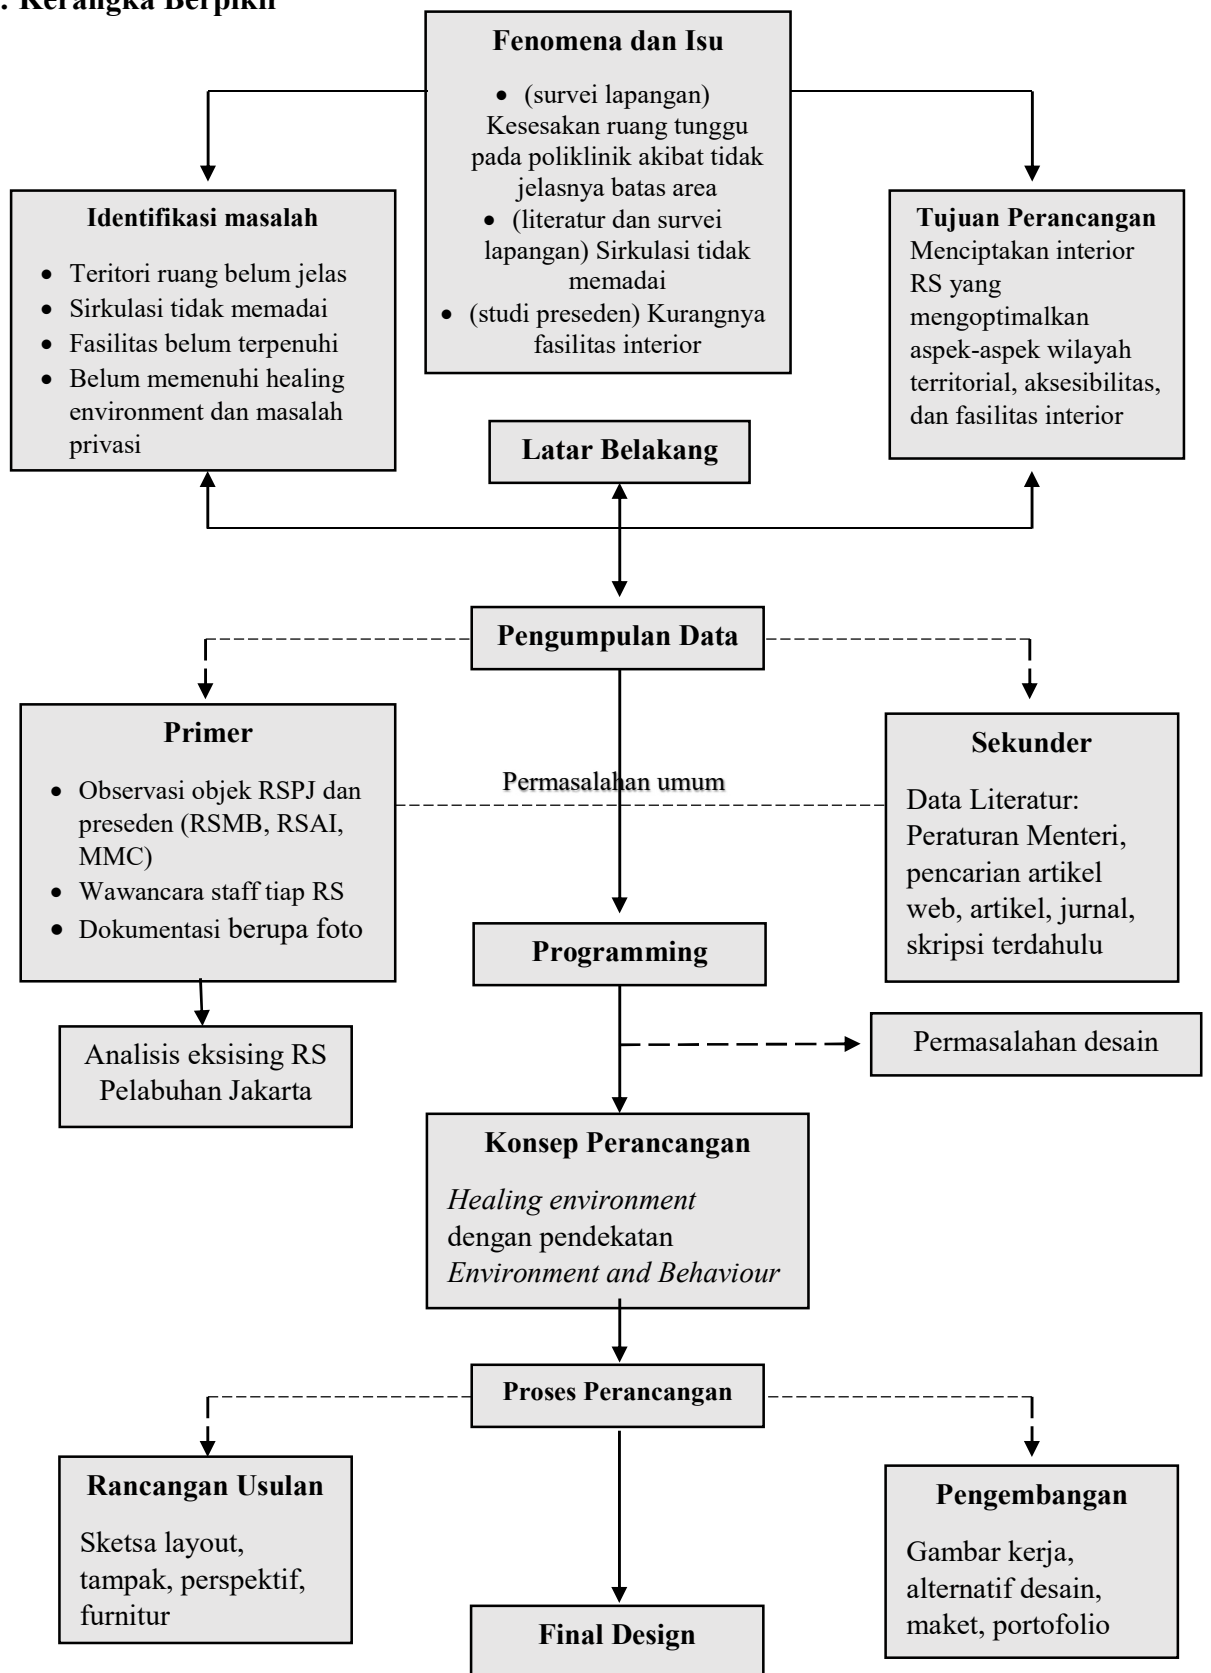 . Kerangka Berpikir
Fenomena dan Isu
• (survei lapangan)
Kesesakan ruang tunggu
pada poliklinik akibat tidak
jelasnya batas area
• (literatur dan survei
lapangan) Sirkulasi tidak
memadai
• (studi preseden) Kurangnya
fasilitas interior
Identifikasi masalah
• Teritori ruang belum jelas
• Sirkulasi tidak memadai
• Fasilitas belum terpenuhi
• Belum memenuhi healing
environment dan masalah
privasi
Tujuan Perancangan
Menciptakan interior
RS yang
mengoptimalkan
aspek-aspek wilayah
territorial, aksesibilitas,
dan fasilitas interior
Latar Belakang
Pengumpulan Data
Primer
• Observasi objek RSPJ dan
preseden (RSMB, RSAI,
MMC)
• Wawancara staff tiap RS
• Dokumentasi berupa foto
Permasalahan umum
Sekunder
Data Literatur:
Peraturan Menteri,
pencarian artikel
web, artikel, jurnal,
skripsi terdahulu
Programming
Analisis eksising RS
Pelabuhan Jakarta
Permasalahan desain
Konsep Perancangan
Healing environment
dengan pendekatan
Environment and Behaviour
Proses Perancangan
Rancangan Usulan
Sketsa layout,
tampak, perspektif,
furnitur
Pengembangan
Gambar kerja,
alternatif desain,
maket, portofolio
Final Design